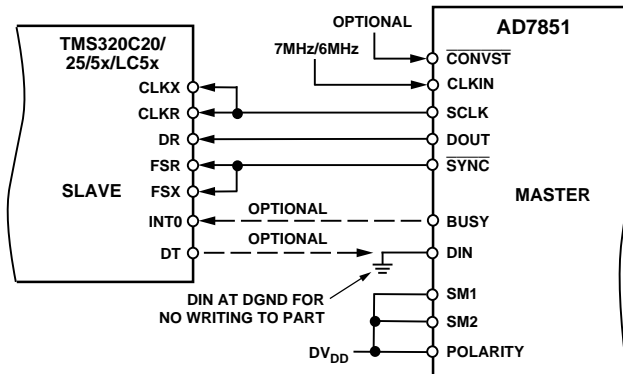 OPTIONAL
AD7851
TMS320C20/
25/5x/LC5x
7MHz/6MHz
CONVST
CLKX
CLKIN
CLKR
SCLK
DR
DOUT
FSR
SYNC
SLAVE
FSX
MASTER
INT0
OPTIONAL
BUSY
DT
OPTIONAL
DIN
DIN AT DGND FOR
NO WRITING TO PART
SM1
SM2
DVDD
POLARITY